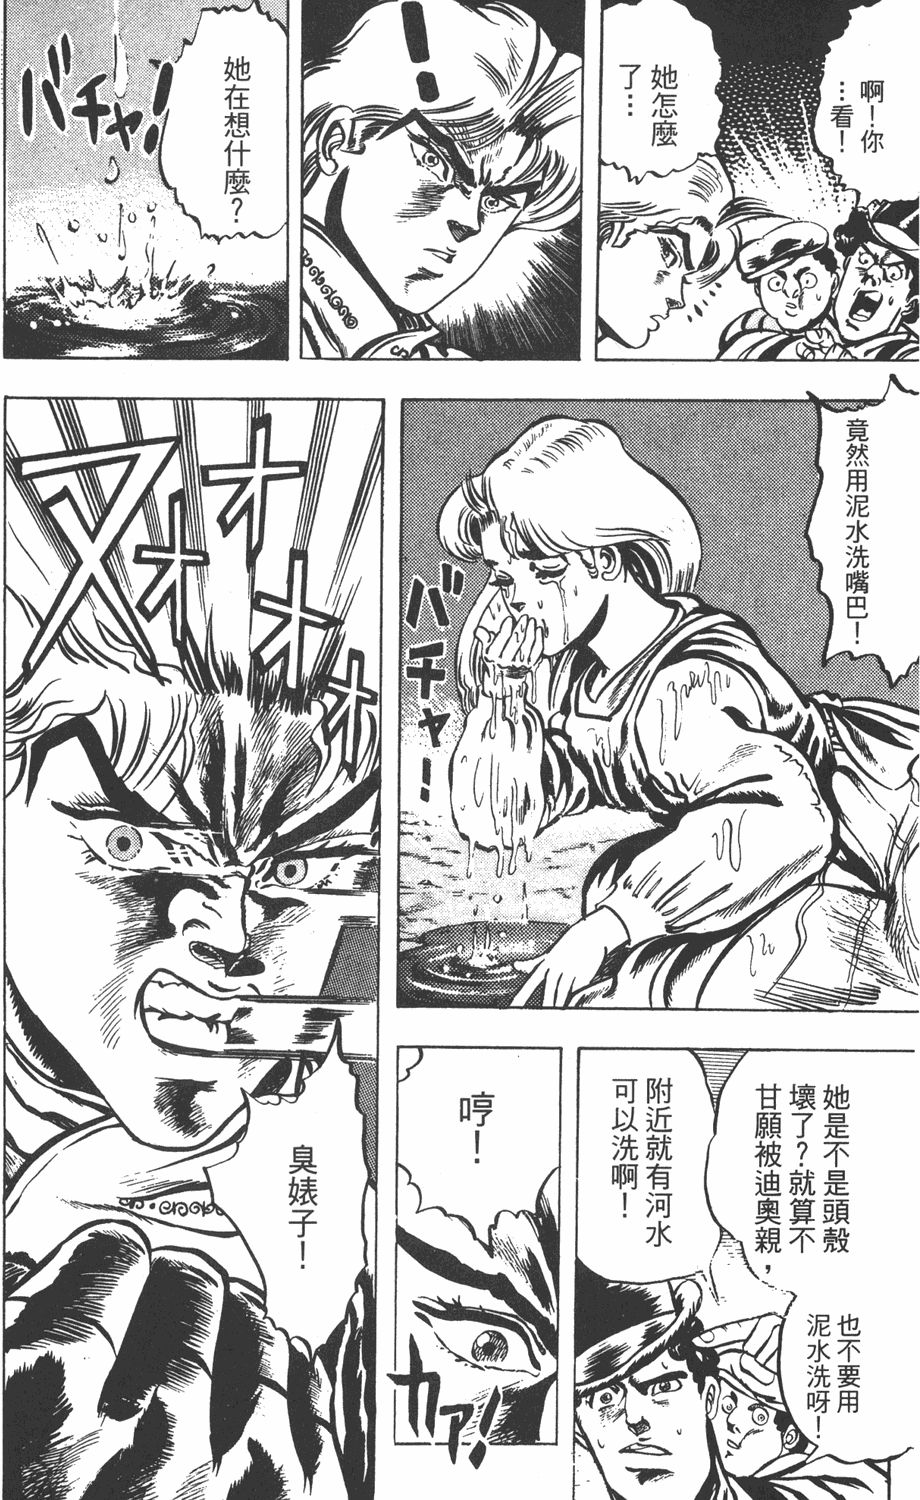 啊！你
…看！
她怎麼
了…
！
她在想什麼？
バチャ！
竟然用泥水洗嘴巴！
バチャ！
ヌオオオオオ
她是不是頭殼
壞了？就算不
甘願被迪奧親，
也不要用
泥水洗呀！
附近就有河水
可以洗啊！
哼！
カァ！
臭婊子！